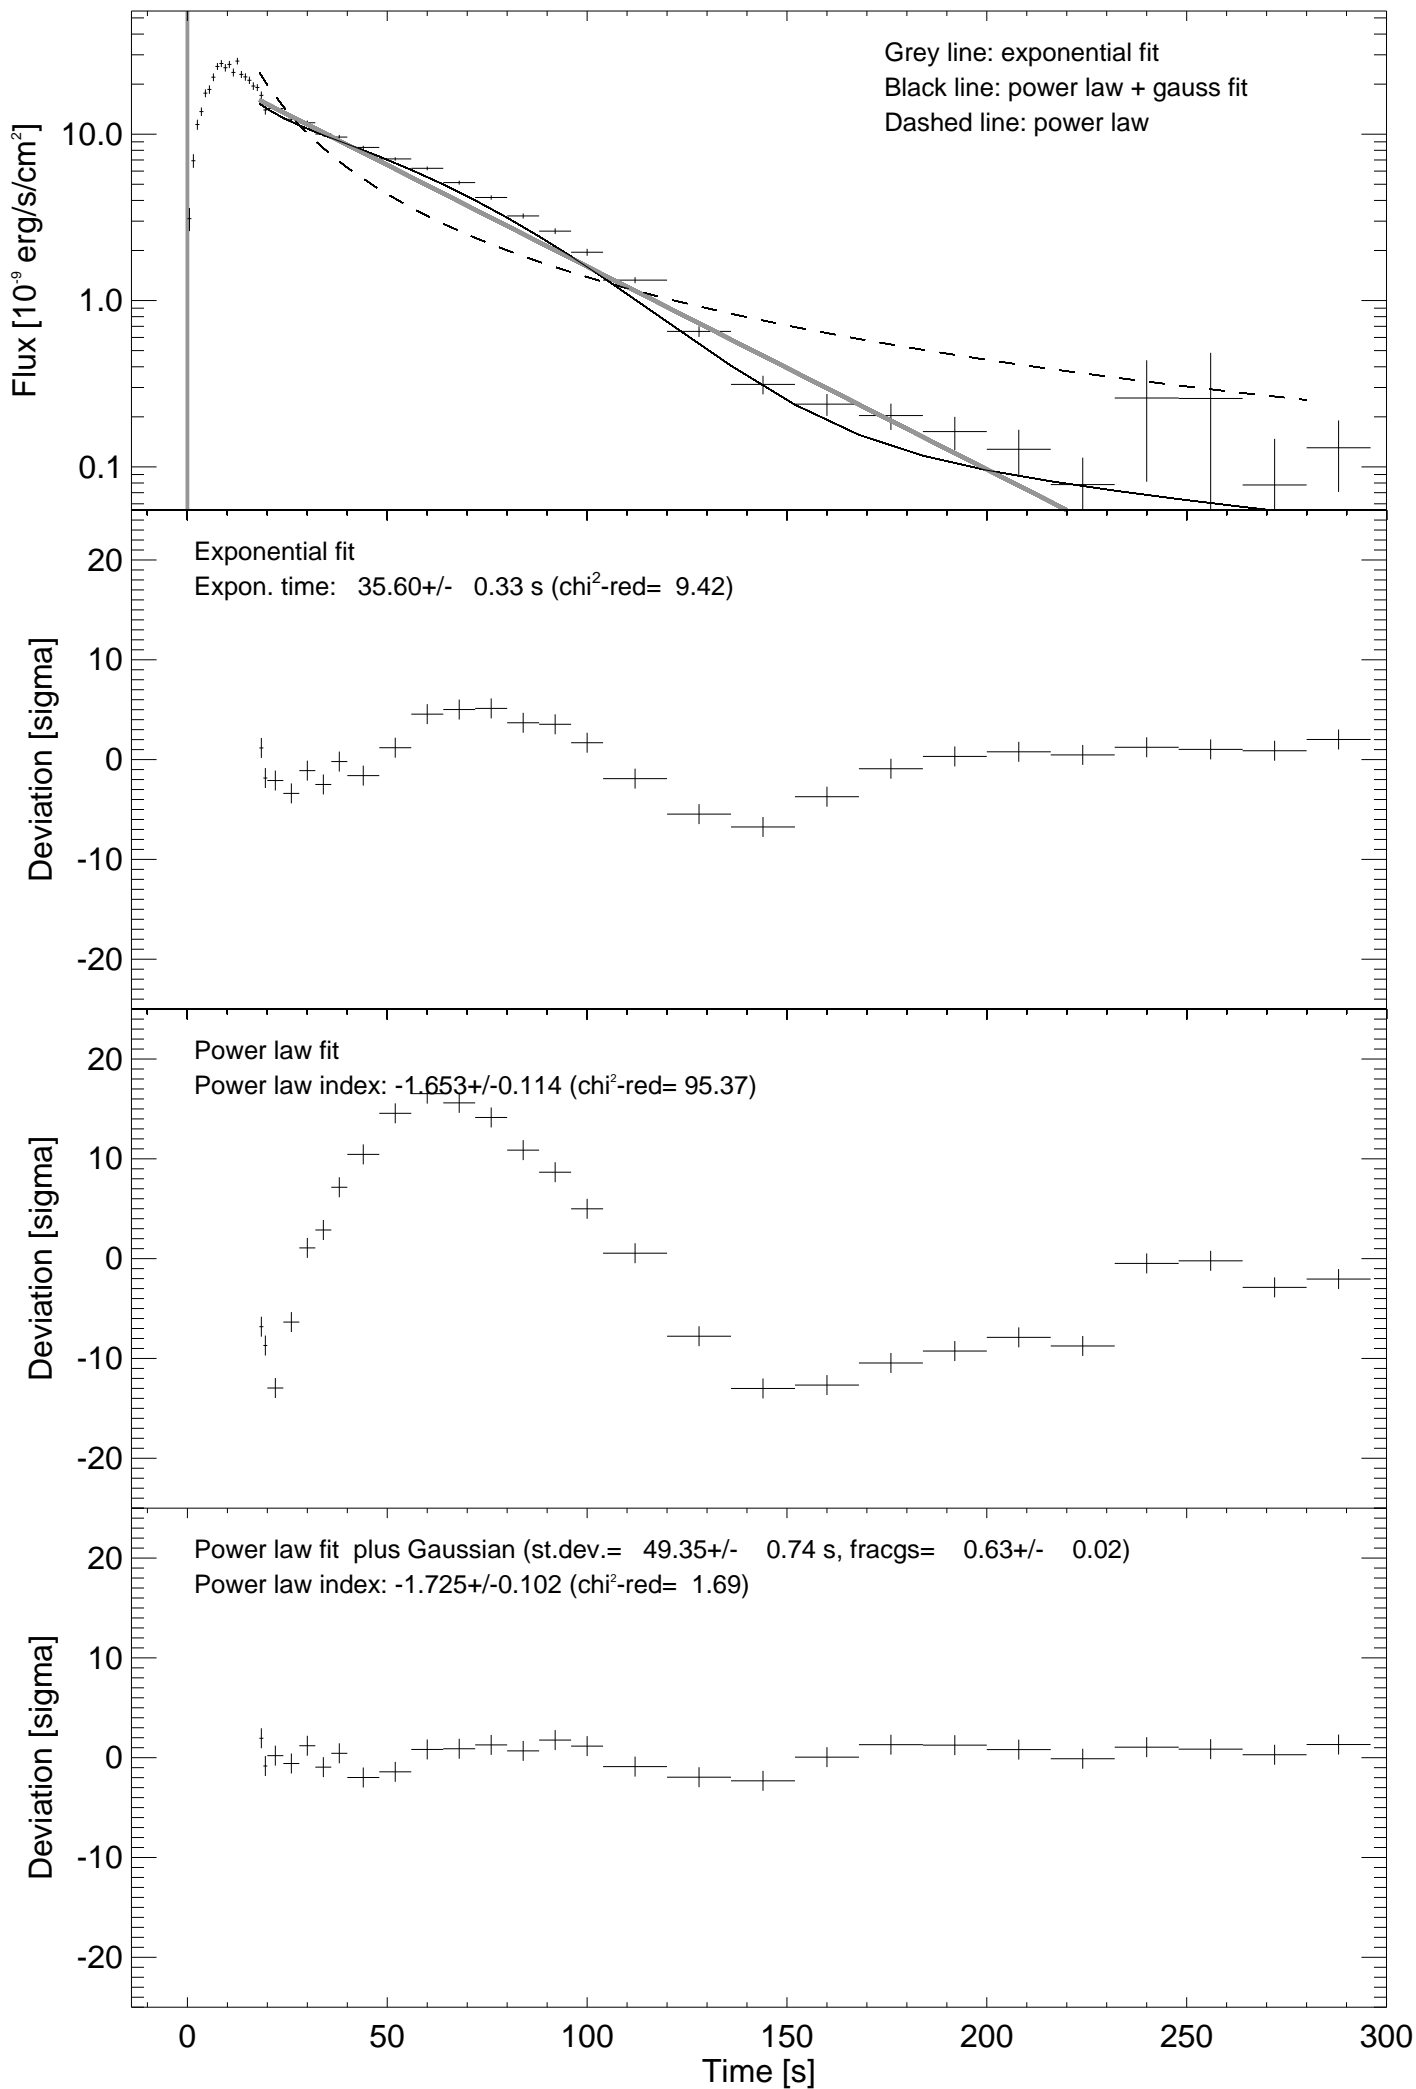 Grey line: exponential fit
Black line: power law + gauss fit
Dashed line: power law
Flux [10⁻⁹ erg/s/cm²]
10.0
1.0
0.1
Exponential fit
Expon. time: 35.60+/- 0.33 s (chi²-red= 9.42)
Deviation [sigma]
20
10
0
-10
-20
Power law fit
Power law index: -1.653+/-0.114 (chi²-red= 95.37)
Deviation [sigma]
20
10
0
-10
-20
Power law fit plus Gaussian (st.dev.= 49.35+/- 0.74 s, fracgs= 0.63+/- 0.02)
Power law index: -1.725+/-0.102 (chi²-red= 1.69)
Deviation [sigma]
20
10
0
-10
-20
0 50 100 150 200 250 300
Time [s]